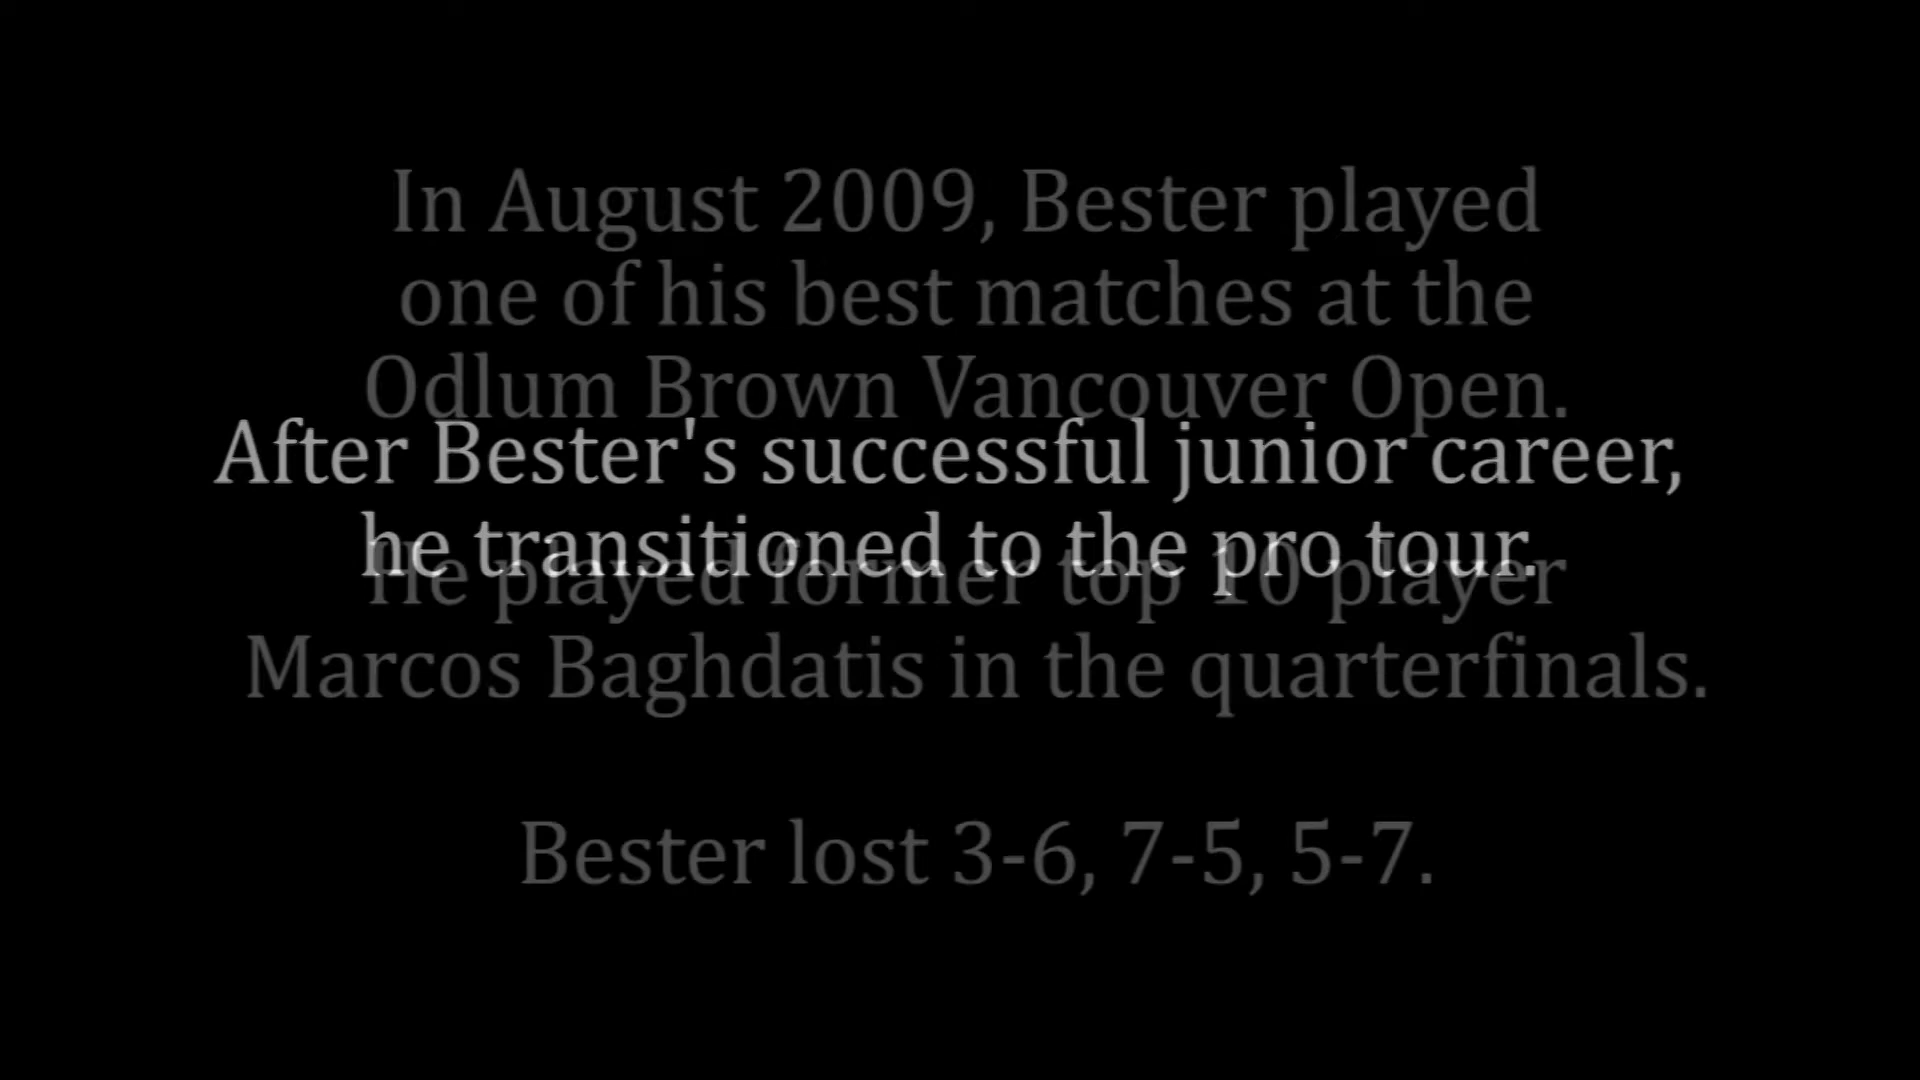 In August 2009, Bester played
one of his best matches at the
Odlum Brown Vancouver Open.
After Bester's successful junior career,
he transitioned to the pro tour.
He played former top 10 player
Marcos Baghdatis in the quarterfinals.
Bester lost 3-6, 7-5, 5-7.